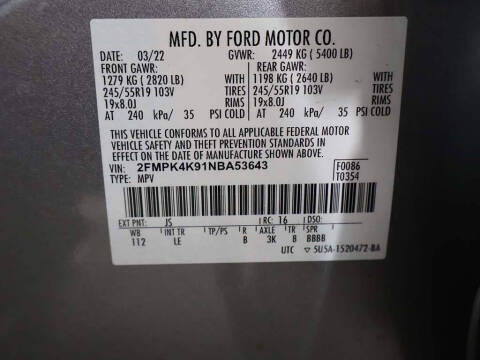 MFD. BY FORD MOTOR CO.
DATE: 03/22 GVWR: 2449 KG ( 5400 LB)
FRONT GAWR: REAR GAWR:
1279 KG ( 2820 LB) WITH 1198 KG ( 2640 LB) WITH
245/55R19 103V TIRES 245/55R19 103V TIRES
19x8.0J RIMS 19x8.0J RIMS
AT 240 kPa/ 35 PSI COLD AT 240 kPa/ 35 PSI COLD
THIS VEHICLE CONFORMS TO ALL APPLICABLE FEDERAL MOTOR
VEHICLE SAFETY AND THEFT PREVENTION STANDARDS IN
EFFECT ON THE DATE OF MANUFACTURE SHOWN ABOVE.
VIN: 2FMPK4K91NBA53643 F0086
TYPE: MPV T0354
EXT PNT: JS RC: 16 DSO:
WB INT TR TP/PS R AXLE TR SPR
112 LE B 3K B BBBB
UTC 5U5A-1520472-BA